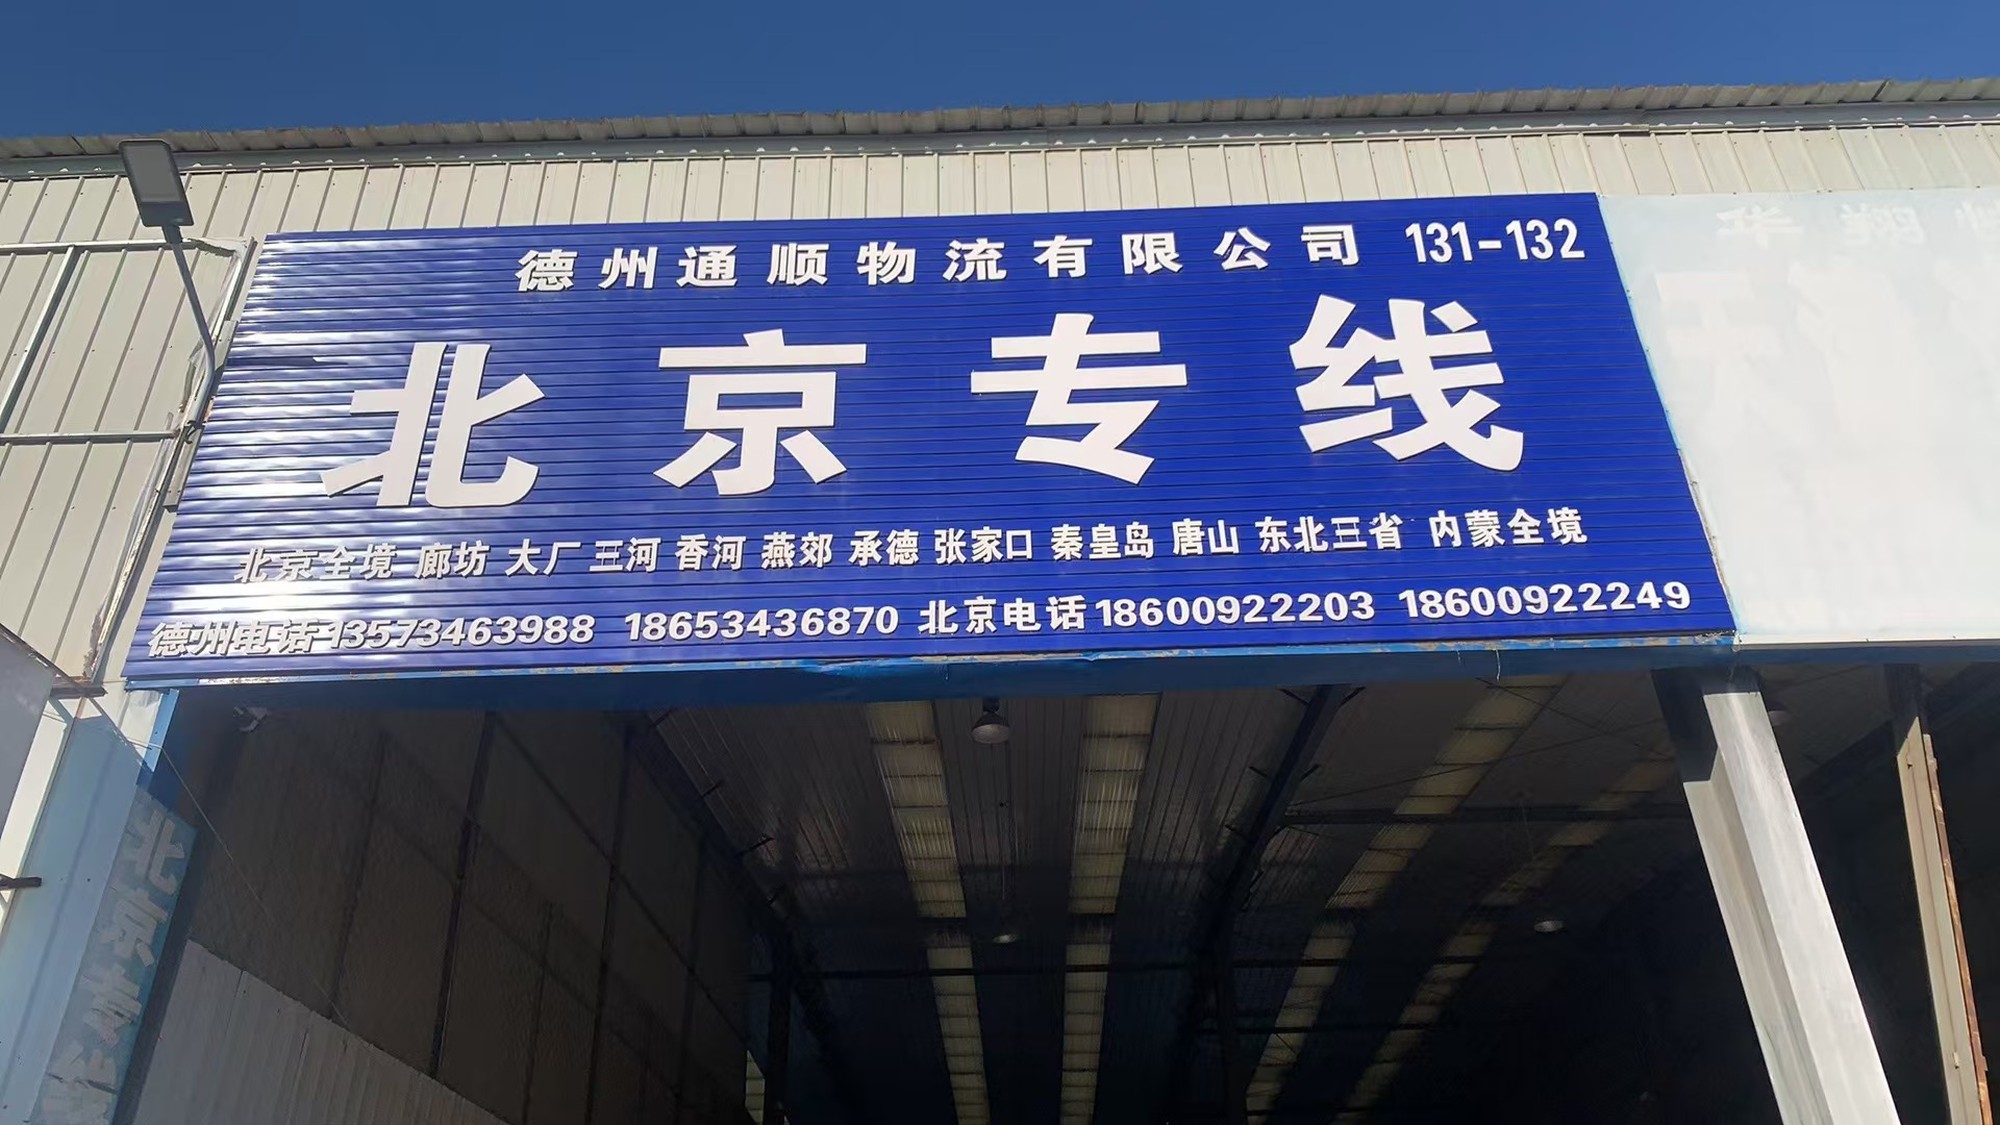 德州通顺物流有限公司 131-132
北京专线
北京全境 廊坊 大厂 三河 香河 燕郊 承德 张家口 秦皇岛 唐山 东北三省 内蒙全境
德州电话13573463988 18653436870 北京电话18600922203 18600922249
北京专线